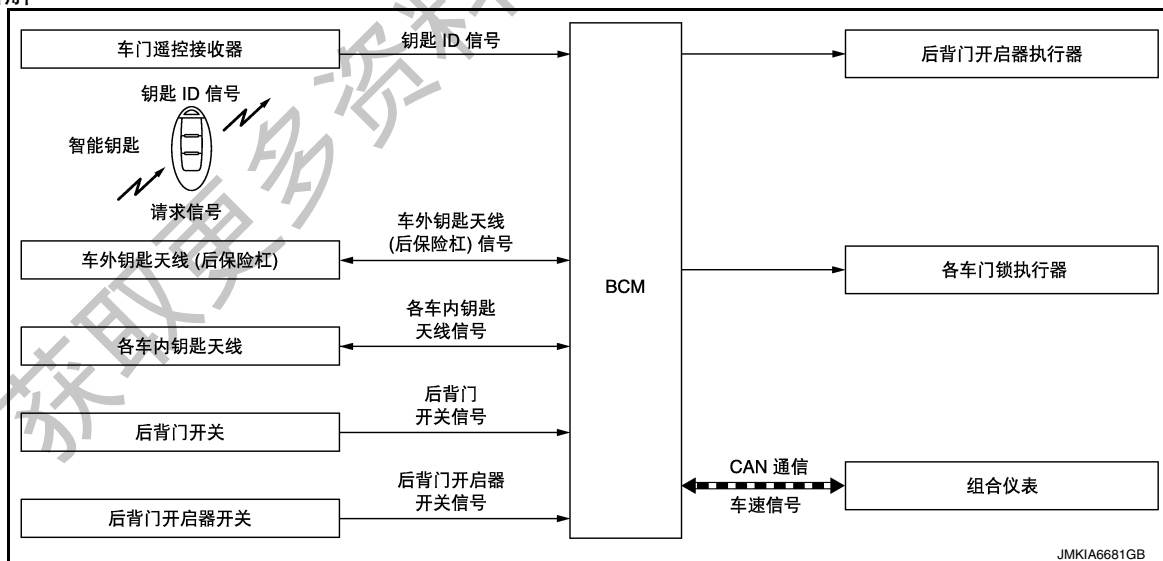 车门遥控接收器
钥匙 ID 信号
后背门开启器执行器
钥匙 ID 信号
智能钥匙
请求信号
车外钥匙天线
(后保险杠) 信号
车外钥匙天线 (后保险杠)
BCM
各车门锁执行器
各车内钥匙
天线信号
各车内钥匙天线
后背门
开关信号
后背门开关
后背门开启器
开关信号
后背门开启器开关
CAN 通信
车速信号
组合仪表
JMKIA6681GB
获取更多资料